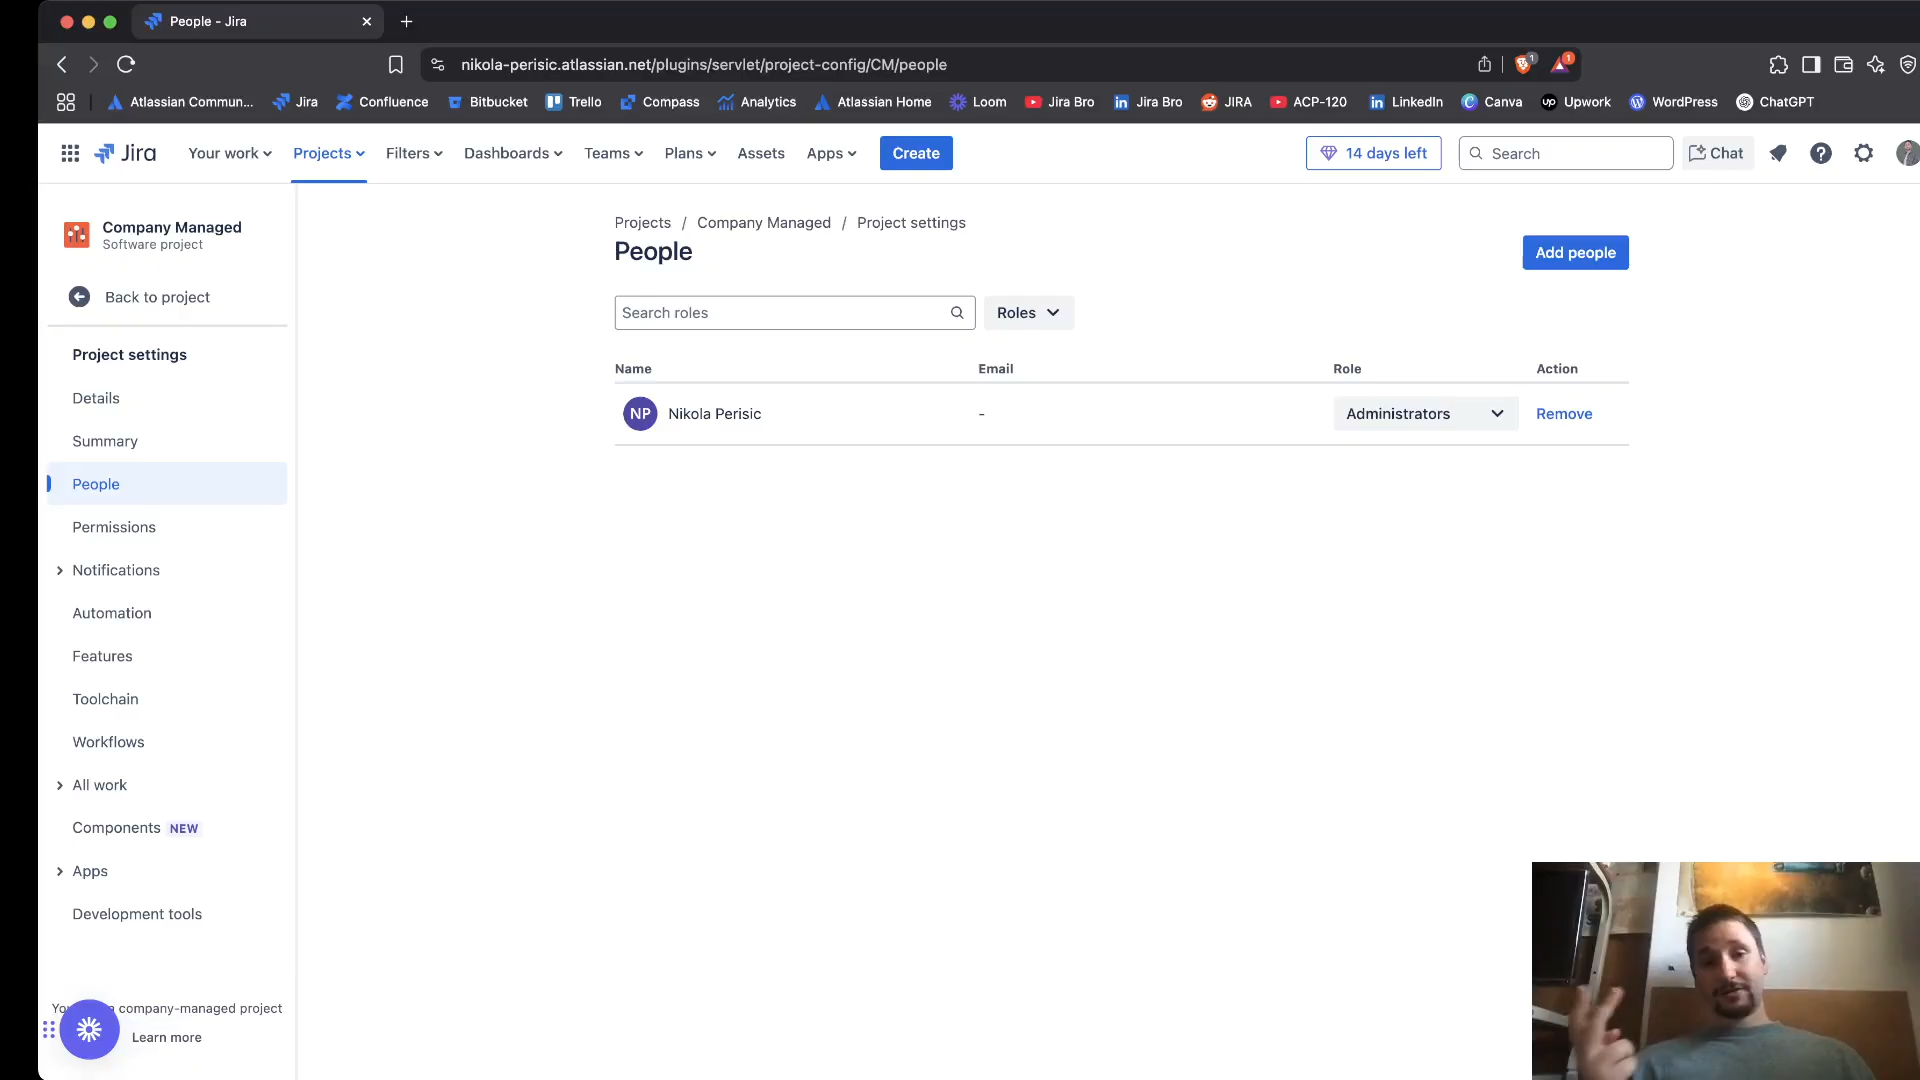 People - Jira
nikola-perisic.atlassian.net/plugins/servlet/project-config/CM/people
1
1
Atlassian Commun...
Jira
Confluence
Bitbucket
Trello
Compass
Analytics
Atlassian Home
Loom
Jira Bro
Jira Bro
JIRA
ACP-120
LinkedIn
Canva
up
Upwork
WordPress
ChatGPT
Jira
Your work
Projects
Filters
Dashboards
Teams
Plans
Assets
Apps
Create
14 days left
Search
Chat
Company Managed
Software project
Back to project
Project settings
Details
Summary
People
Permissions
Notifications
Automation
Features
Toolchain
Workflows
All work
Components NEW
Apps
Development tools
company-managed project
Learn more
Projects / Company Managed / Project settings
People
Add people
Search roles
Roles
Name Email Role Action
NP Nikola Perisic - Administrators Remove